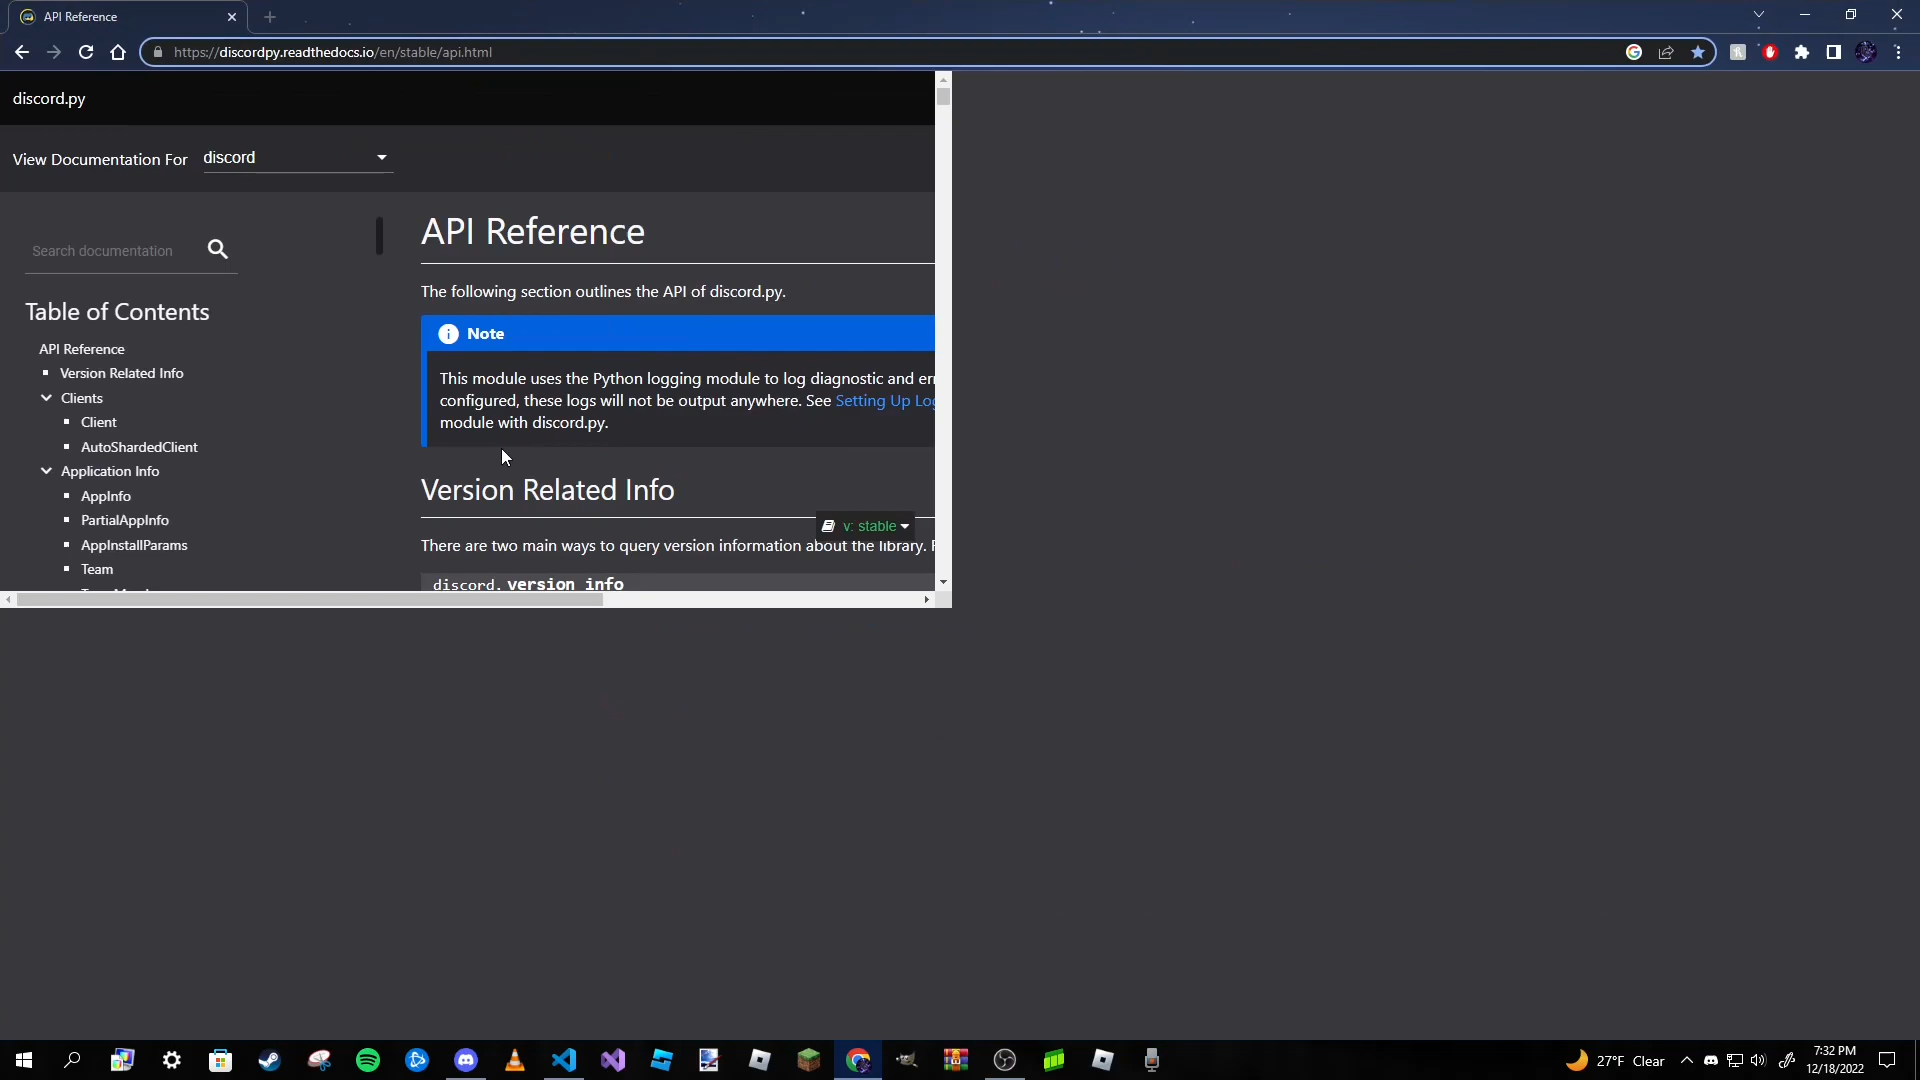 API Reference
https://discordpy.readthedocs.io/en/stable/api.html
discord.py
View Documentation For discord
Search documentation
Table of Contents
API Reference
Version Related Info
Clients
Client
AutoShardedClient
Application Info
AppInfo
PartialAppInfo
AppInstallParams
Team
API Reference
The following section outlines the API of discord.py.
Note
This module uses the Python logging module to log diagnostic and er
configured, these logs will not be output anywhere. See Setting Up Log
module with discord.py.
Version Related Info
v: stable
There are two main ways to query version information about the library. F
discord.version_info
27°F Clear
7:32 PM
12/18/2022